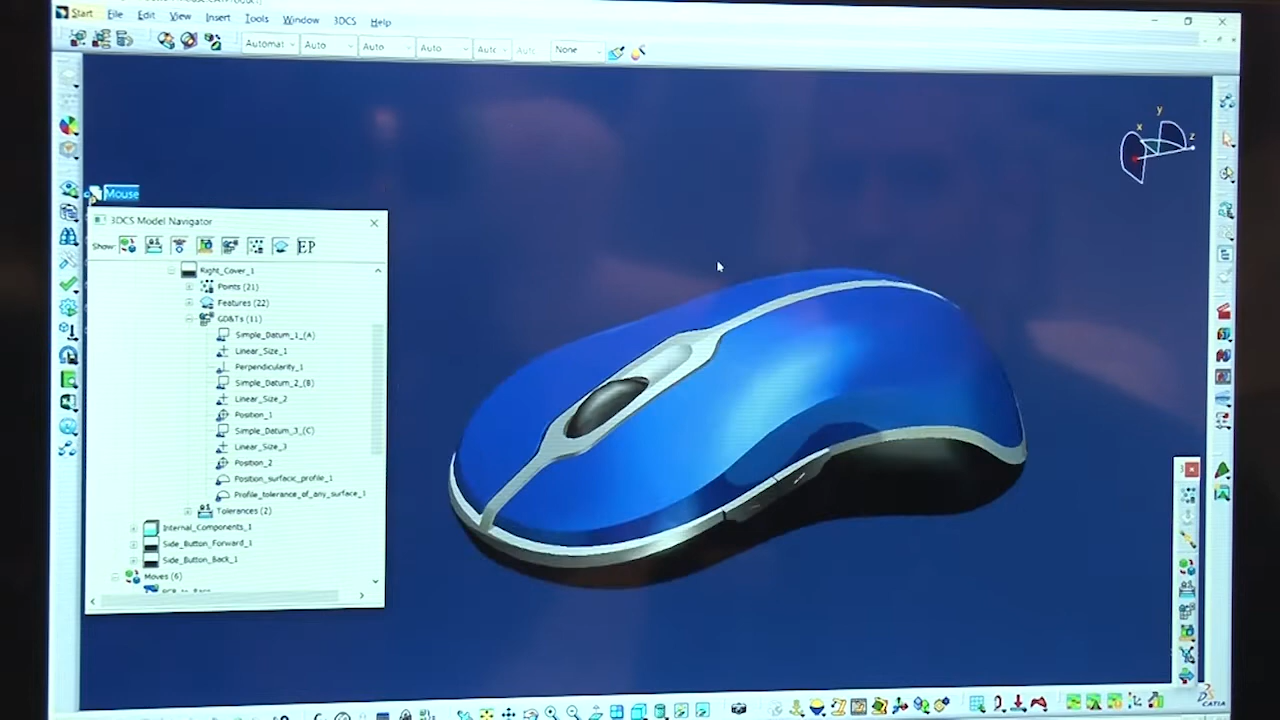 Start File Edit View Insert Tools Window 3DCS Help
Automat Auto Auto Auto Auto None
Mouse
3DCS Model Navigator
Show: EP
Right_Cover_1
Points (21)
Features (22)
GD&Ts (11)
Simple_Datum_1_(A)
Linear_Size_1
Perpendicularity_1
Simple_Datum_2_(B)
Linear_Size_2
Position_1
Simple_Datum_3_(C)
Linear_Size_3
Position_2
Position_surfacic_profile_1
Profile_tolerance_of_any_surface_1
Tolerances (2)
Internal_Components_1
Side_Button_Forward_1
Side_Button_Back_1
Moves (6)
x y z
CATIA